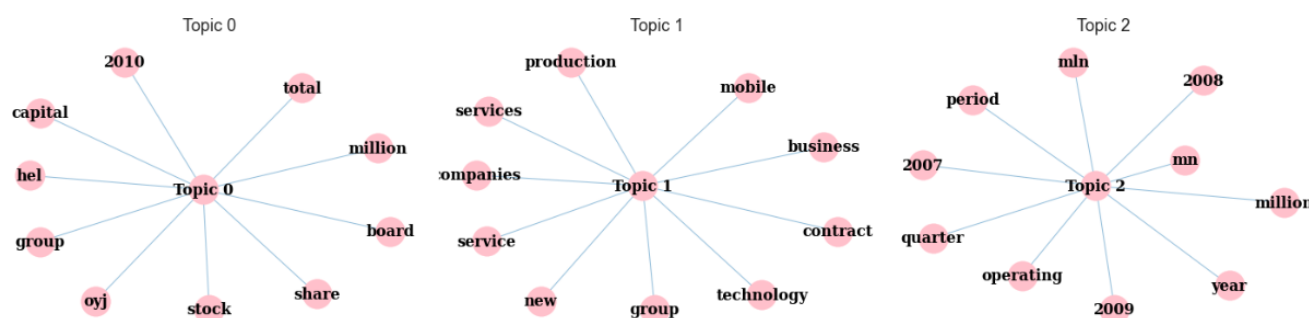 Topic 0
2010
total
capital
million
hel
Topic 0
group
board
oyj
stock
share
Topic 1
production
mobile
services
business
ompanies
Topic 1
service
contract
new
group
technology
Topic 2
mln
2008
period
mn
2007
Topic 2
million
quarter
operating
year
2009